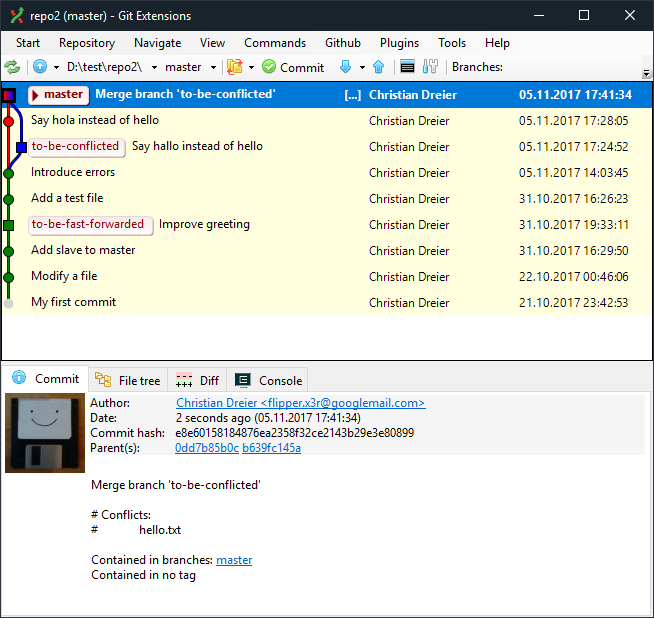 repo2 (master) - Git Extensions
Start Repository Navigate View Commands Github Plugins Tools Help
D:\test\repo2\ master Commit Branches:
master Merge branch 'to-be-conflicted' [...] Christian Dreier 05.11.2017 17:41:34
Say hola instead of hello Christian Dreier 05.11.2017 17:28:05
to-be-conflicted Say hallo instead of hello Christian Dreier 05.11.2017 17:24:52
Introduce errors Christian Dreier 05.11.2017 14:03:45
Add a test file Christian Dreier 31.10.2017 16:26:23
to-be-fast-forwarded Improve greeting Christian Dreier 31.10.2017 19:33:11
Add slave to master Christian Dreier 31.10.2017 16:29:50
Modify a file Christian Dreier 22.10.2017 00:46:06
My first commit Christian Dreier 21.10.2017 23:42:53
Commit File tree Diff Console
Author: Christian Dreier <flipper.x3r@googlemail.com>
Date: 2 seconds ago (05.11.2017 17:41:34)
Commit hash: e8e60158184876ea2358f32ce2143b29e3e80899
Parent(s): 0dd7b85b0c b639fc145a
Merge branch 'to-be-conflicted'
# Conflicts:
# hello.txt
Contained in branches: master
Contained in no tag